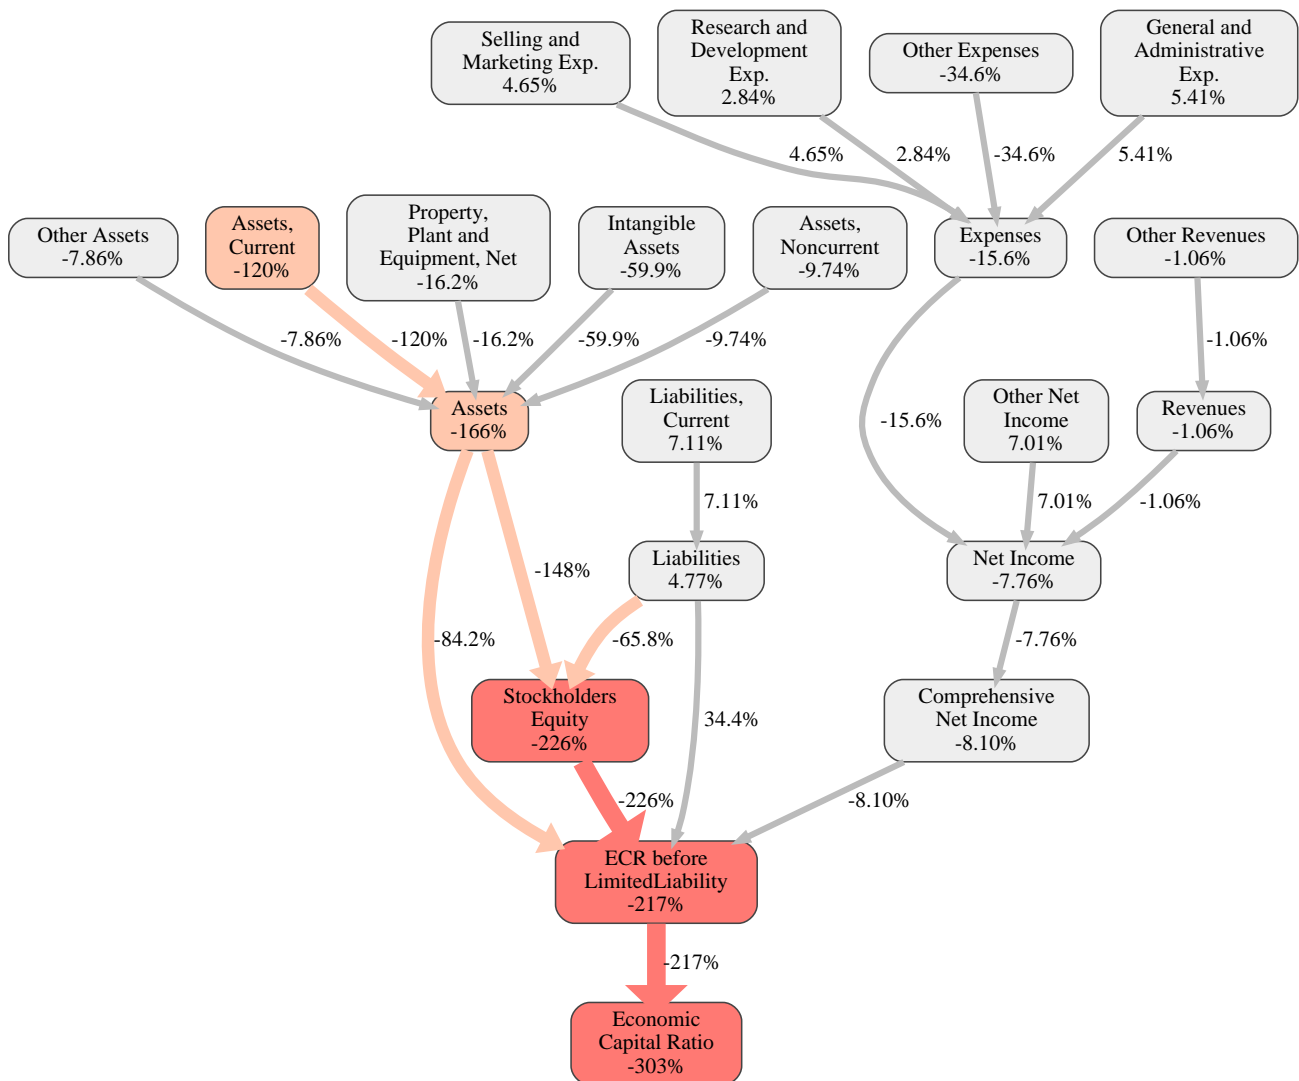 Selling and
Marketing Exp.
4.65%
Research and
Development
Exp.
2.84%
Other Expenses
-34.6%
General and
Administrative
Exp.
5.41%
4.65%
2.84%
-34.6%
5.41%
Other Assets
-7.86%
Assets,
Current
-120%
Property,
Plant and
Equipment, Net
-16.2%
Intangible
Assets
-59.9%
Assets,
Noncurrent
-9.74%
Expenses
-15.6%
Other Revenues
-1.06%
-7.86%
-120%
-16.2%
-59.9%
-9.74%
-1.06%
Assets
-166%
Liabilities,
Current
7.11%
-15.6%
Other Net
Income
7.01%
Revenues
-1.06%
7.11%
7.01%
-1.06%
-148%
Liabilities
4.77%
Net Income
-7.76%
-84.2%
-65.8%
-7.76%
Stockholders
Equity
-226%
34.4%
Comprehensive
Net Income
-8.10%
-226%
-8.10%
ECR before
LimitedLiability
-217%
-217%
Economic
Capital Ratio
-303%